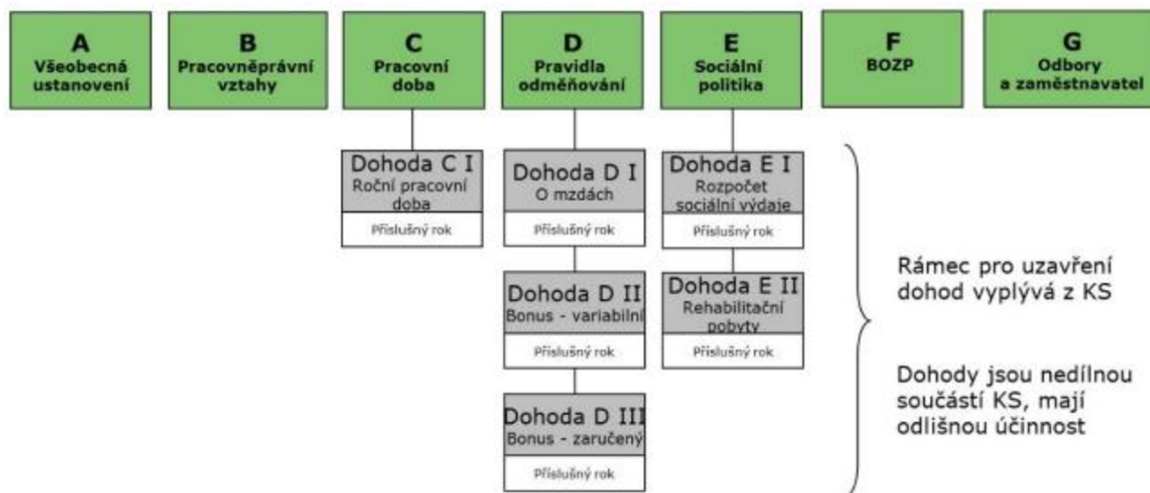 A
Všeobecná
ustanovení
B
Pracovněprávní
vztahy
C
Pracovní
doba
D
Pravidla
odměňování
E
Sociální
politika
F
BOZP
G
Odbory
a zaměstnavatel
Dohoda C I
Roční pracovní
doba
Příslušný rok
Dohoda D I
O mzdách
Příslušný rok
Dohoda D II
Bonus - variabilní
Příslušný rok
Dohoda D III
Bonus - zaručený
Příslušný rok
Dohoda E I
Rozpočet
sociální výdaje
Příslušný rok
Dohoda E II
Rehabilitační
pobyty
Příslušný rok
Rámec pro uzavření
dohod vyplývá z KS
Dohody jsou nedílnou
součástí KS, mají
odlišnou účinnost